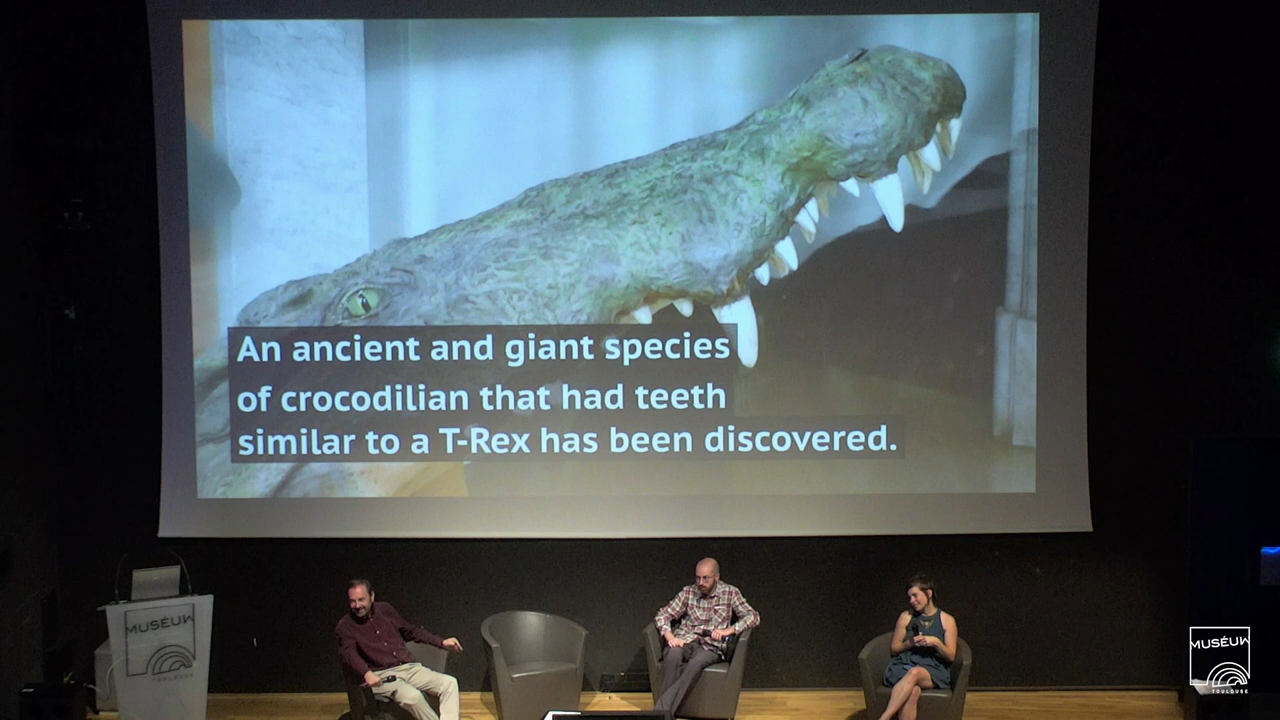 An ancient and giant species
of crocodilian that had teeth
similar to a T-Rex has been discovered.
MUSÉUM
TOULOUSE
MUSÉUM
TOULOUSE